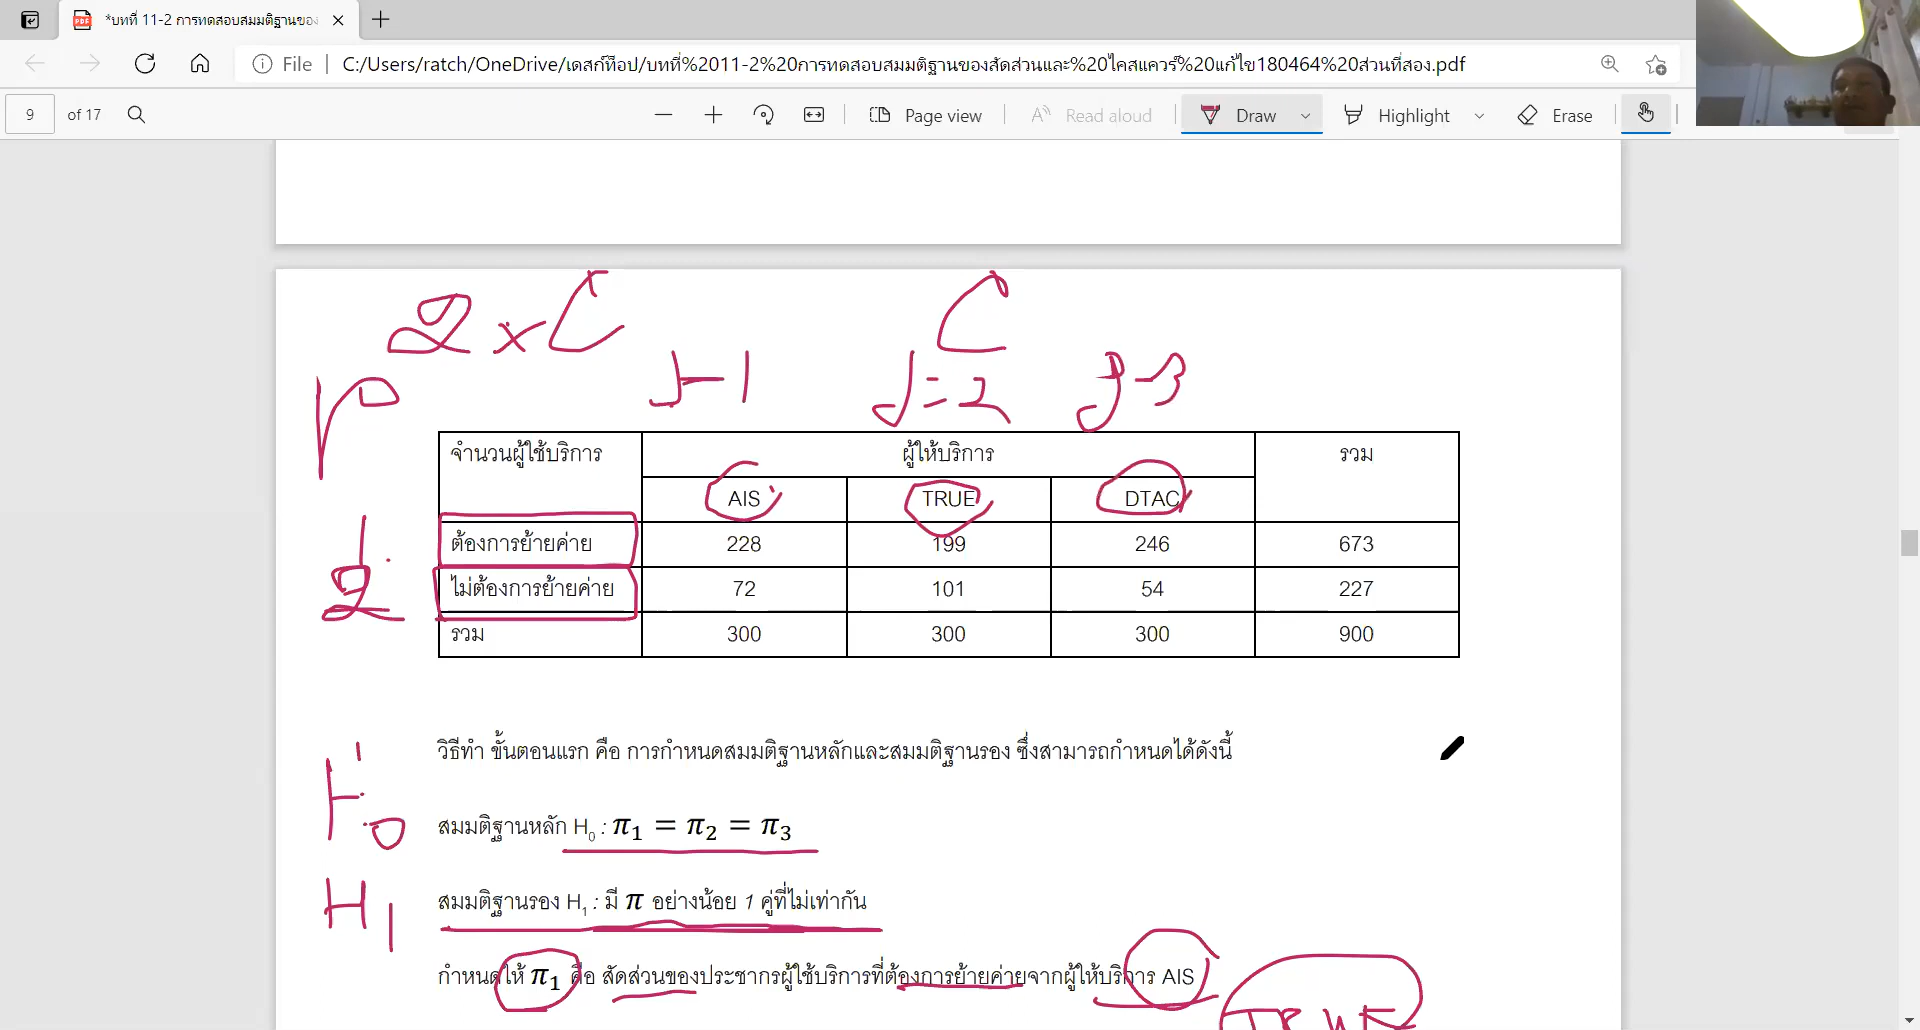 *บทที่ 11-2 การทดสอบสมมติฐานของ
File
C:/Users/ratch/OneDrive/เดสก์ท็อป/บทที่%2011-2%20การทดสอบสมมติฐานของสัดส่วนและ%20ไคสแควร์%20แก้ไข180464%20ส่วนที่สอง.pdf
9 of 17 Page view Read aloud Draw Highlight Erase
2 x C C
r j=1 j=2 j=3
จำนวนผู้ใช้บริการ ผู้ให้บริการ รวม
AIS TRUE DTAC
ต้องการย้ายค่าย 228 199 246 673
2 ไม่ต้องการย้ายค่าย 72 101 54 227
รวม 300 300 300 900
วิธีทำ ขั้นตอนแรก คือ การกำหนดสมมติฐานหลักและสมมติฐานรอง ซึ่งสามารถกำหนดได้ดังนี้
H0 สมมติฐานหลัก H₀ : π₁ = π₂ = π₃
H1 สมมติฐานรอง H₁ : มี π อย่างน้อย 1 คู่ที่ไม่เท่ากัน
กำหนดให้ π₁ คือ สัดส่วนของประชากรผู้ใช้บริการที่ต้องการย้ายค่ายจากผู้ให้บริการ AIS